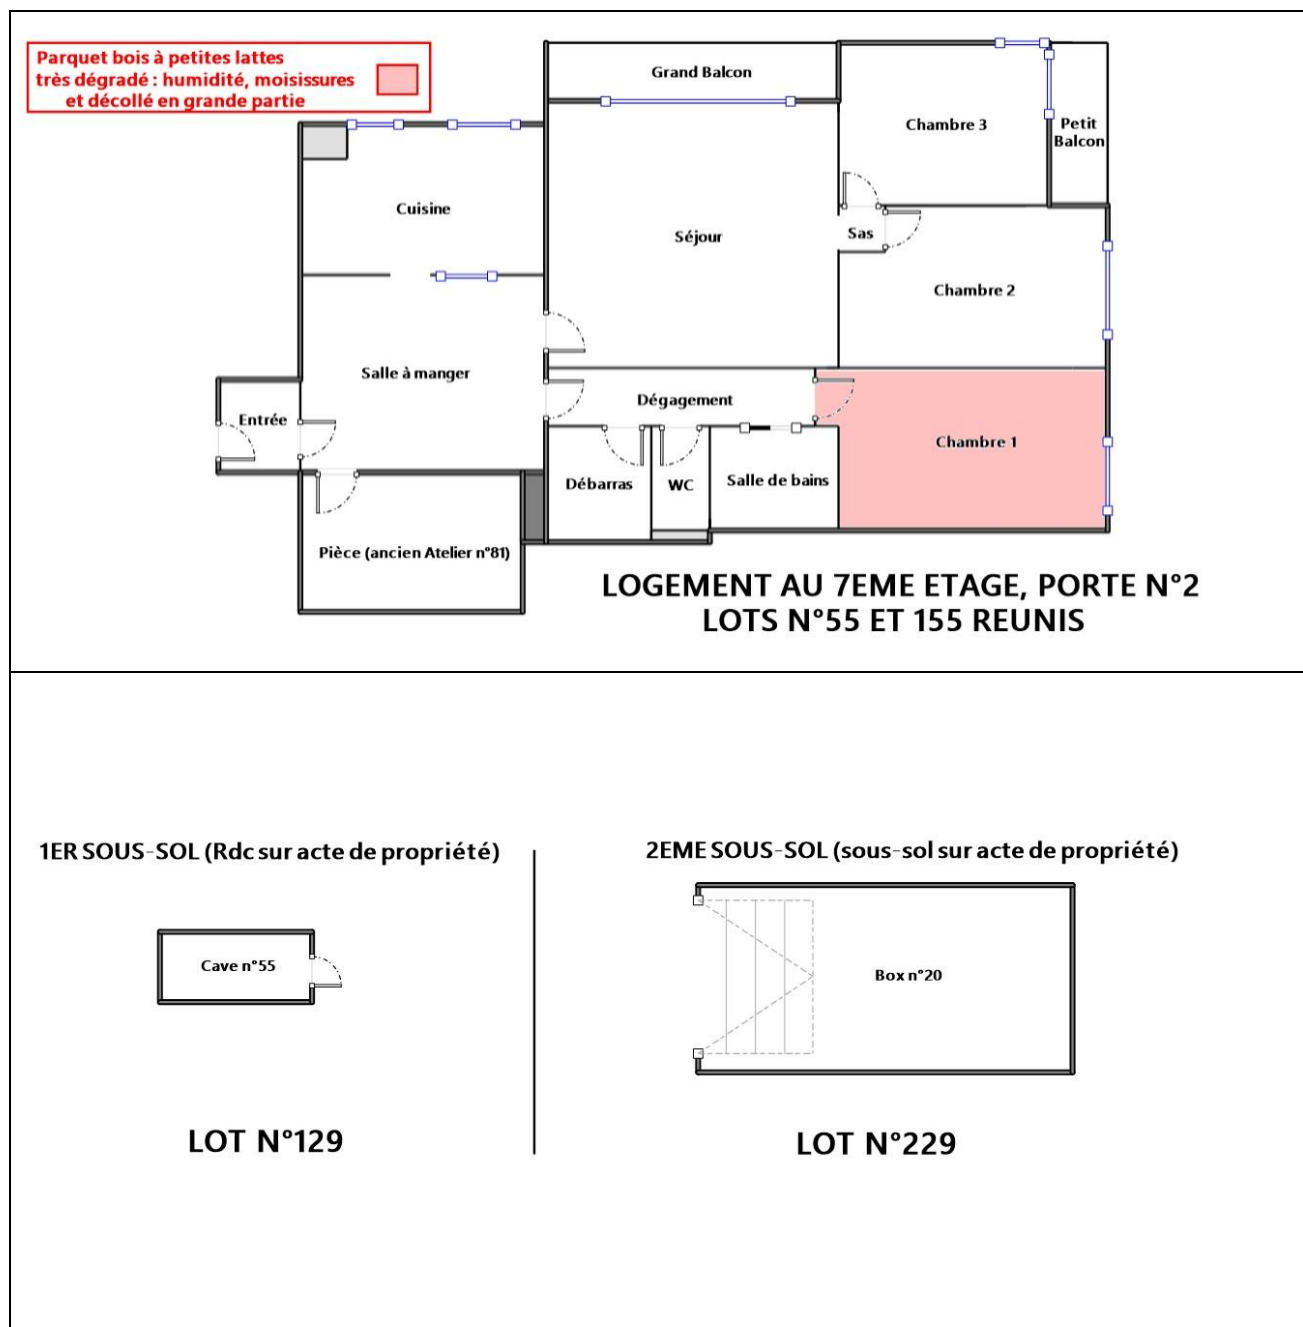 Parquet bois à petites lattes
très dégradé : humidité, moisissures
et décollé en grande partie
Grand Balcon
Chambre 3
Petit
Balcon
Cuisine
Séjour
Sas
Chambre 2
Salle à manger
Entrée
Dégagement
Chambre 1
Débarras
WC
Salle de bains
Pièce (ancien Atelier n°81)
LOGEMENT AU 7EME ETAGE, PORTE N°2
LOTS N°55 ET 155 REUNIS
1ER SOUS-SOL (Rdc sur acte de propriété)
Cave n°55
LOT N°129
2EME SOUS-SOL (sous-sol sur acte de propriété)
Box n°20
LOT N°229